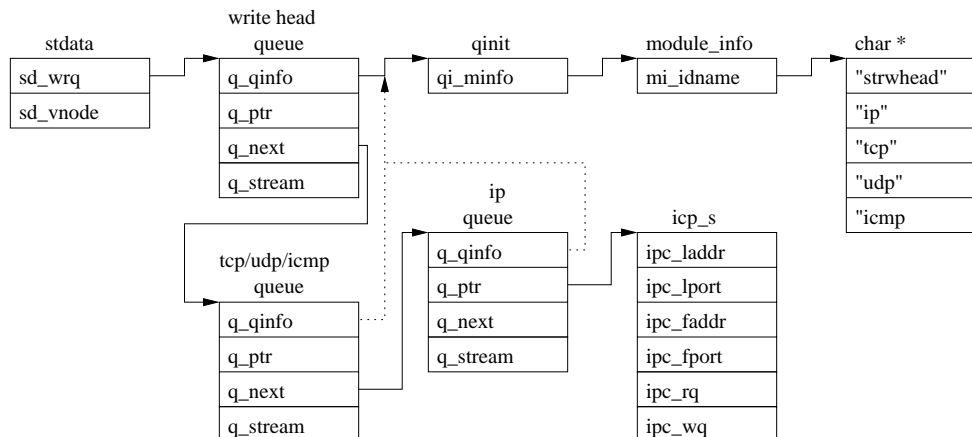 write head
stdata
queue
qinit
module_info
char *
sd_wrq
q_qinfo
qi_minfo
mi_idname
"strwhead"
sd_vnode
q_ptr
"ip"
q_next
"tcp"
q_stream
"udp"
"icmp
ip
queue
icp_s
q_qinfo
ipc_laddr
tcp/udp/icmp
queue
q_ptr
ipc_lport
q_qinfo
q_next
ipc_faddr
q_ptr
q_stream
ipc_fport
q_next
ipc_rq
q_stream
ipc_wq